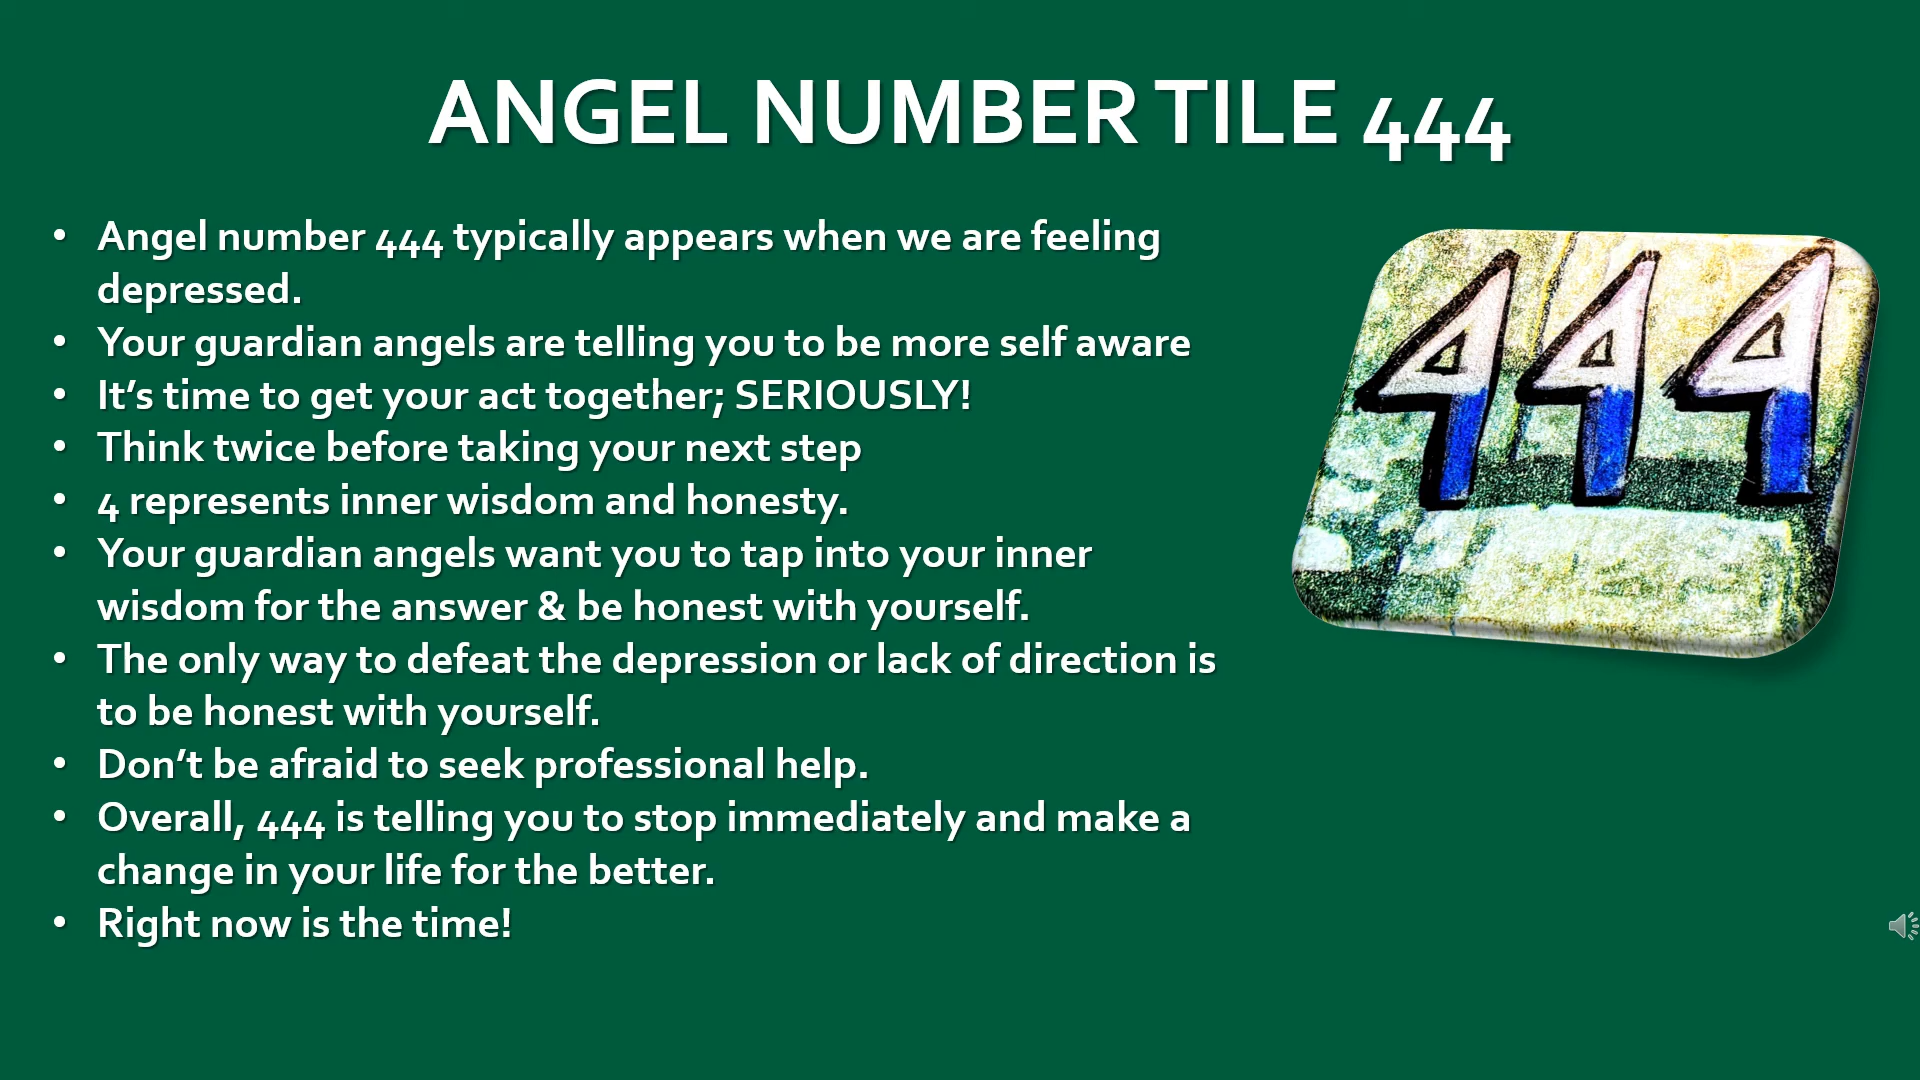 ANGEL NUMBER TILE 444
• Angel number 444 typically appears when we are feeling
depressed.
• Your guardian angels are telling you to be more self aware
• It’s time to get your act together; SERIOUSLY!
• Think twice before taking your next step
• 4 represents inner wisdom and honesty.
• Your guardian angels want you to tap into your inner
wisdom for the answer & be honest with yourself.
• The only way to defeat the depression or lack of direction is
to be honest with yourself.
• Don’t be afraid to seek professional help.
• Overall, 444 is telling you to stop immediately and make a
change in your life for the better.
• Right now is the time!
444